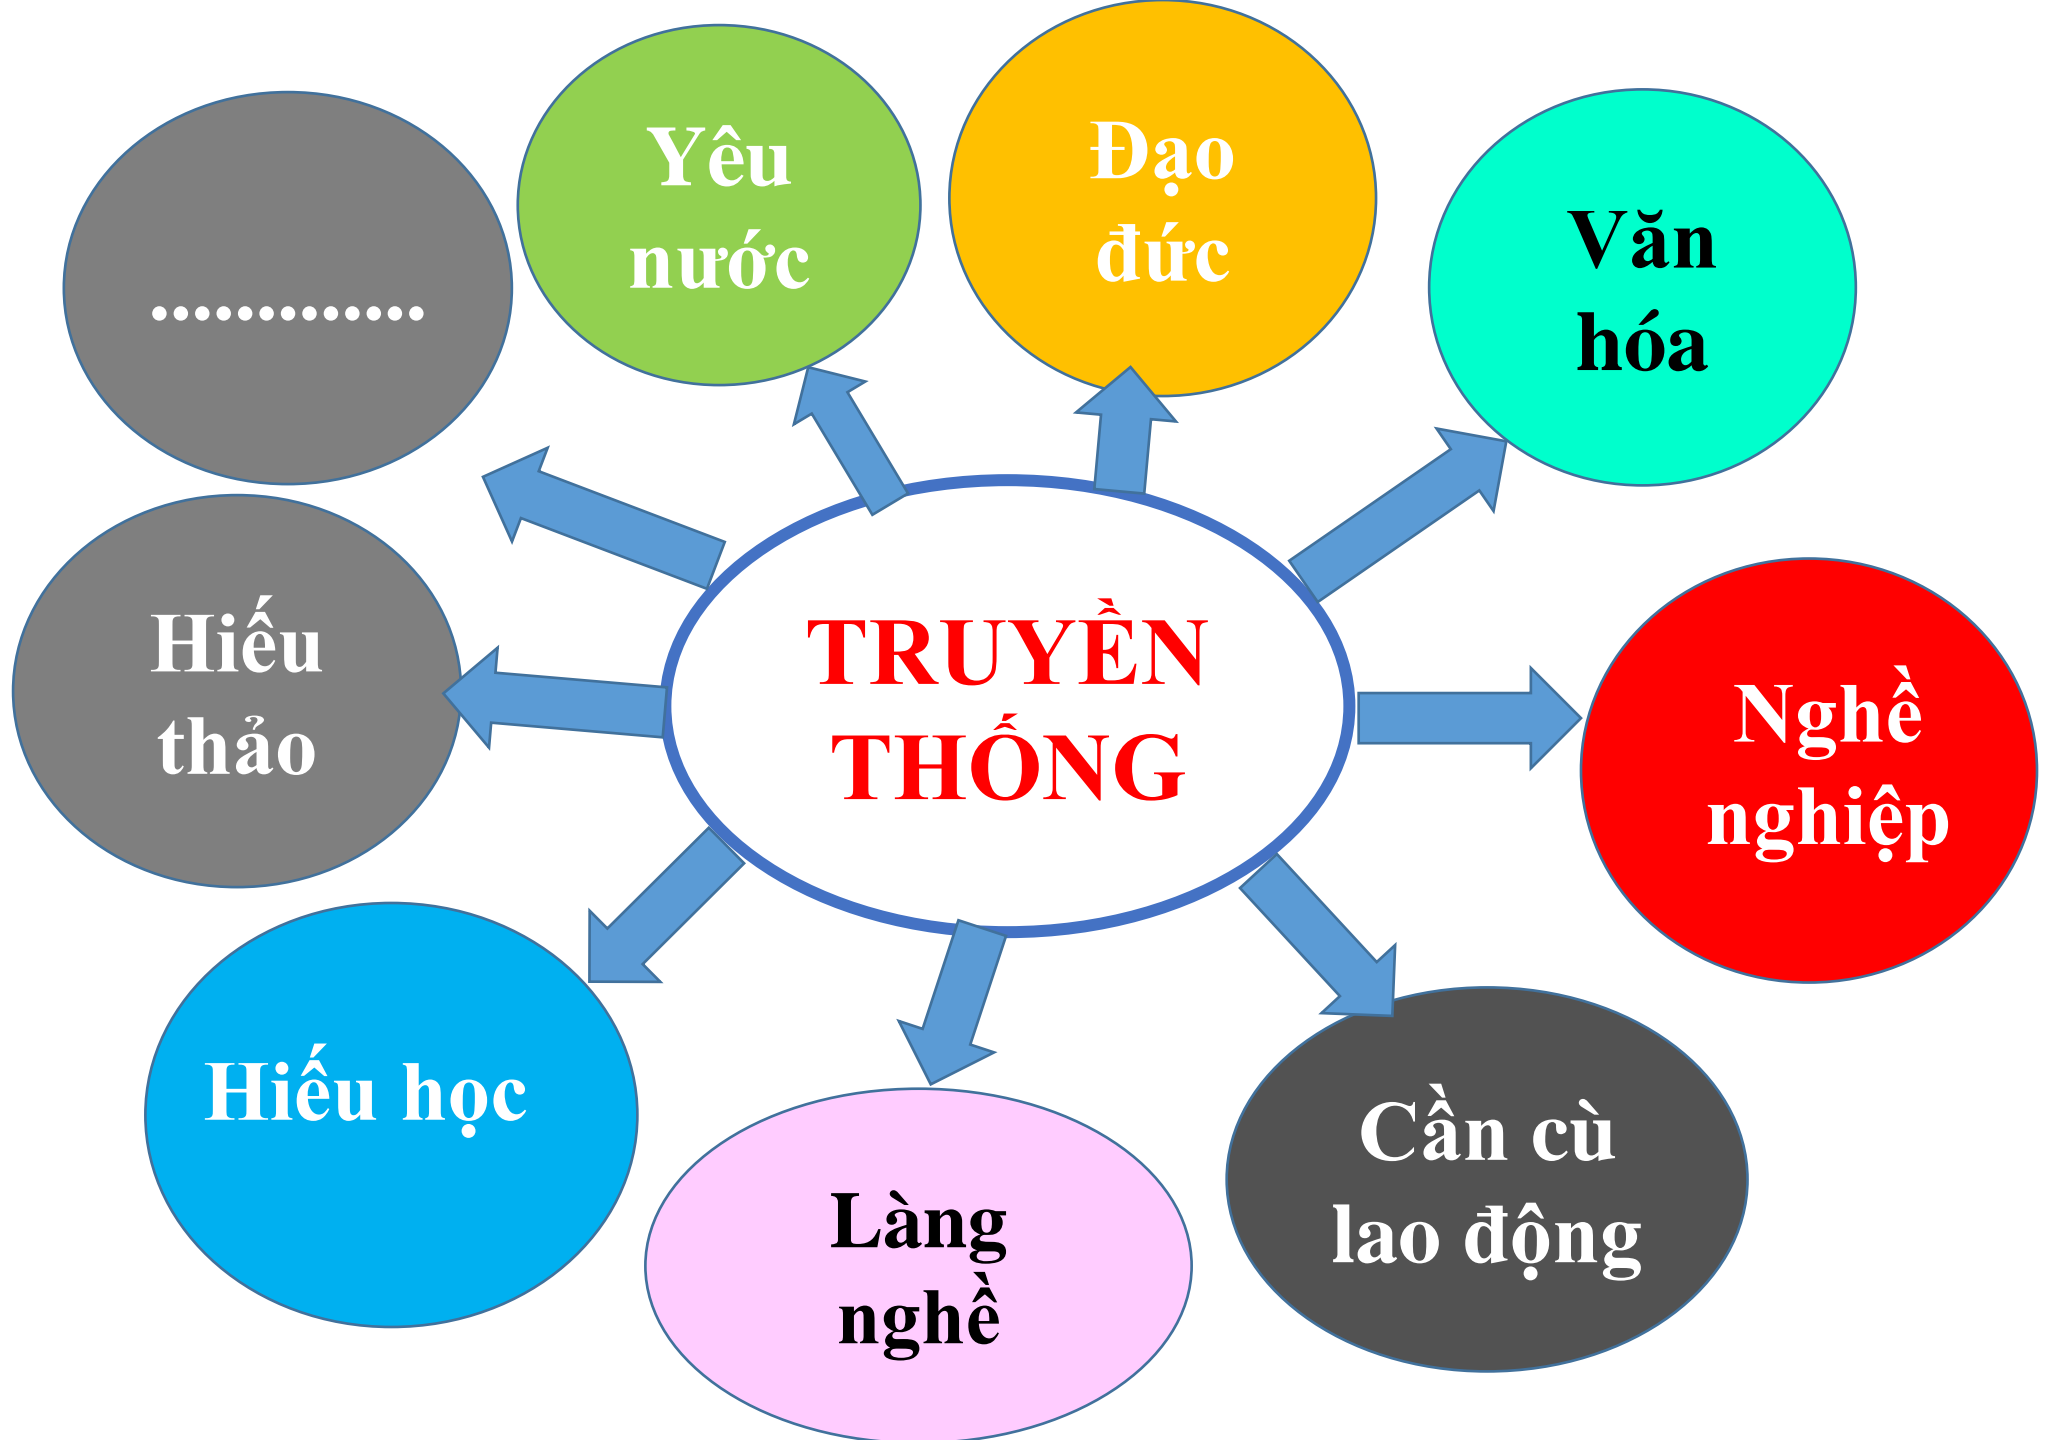 TRUYỀN
THỐNG
.............
Yêu
nước
Đạo
đức
Văn
hóa
Nghề
nghiệp
Cần cù
lao động
Làng
nghề
Hiếu học
Hiếu
thảo